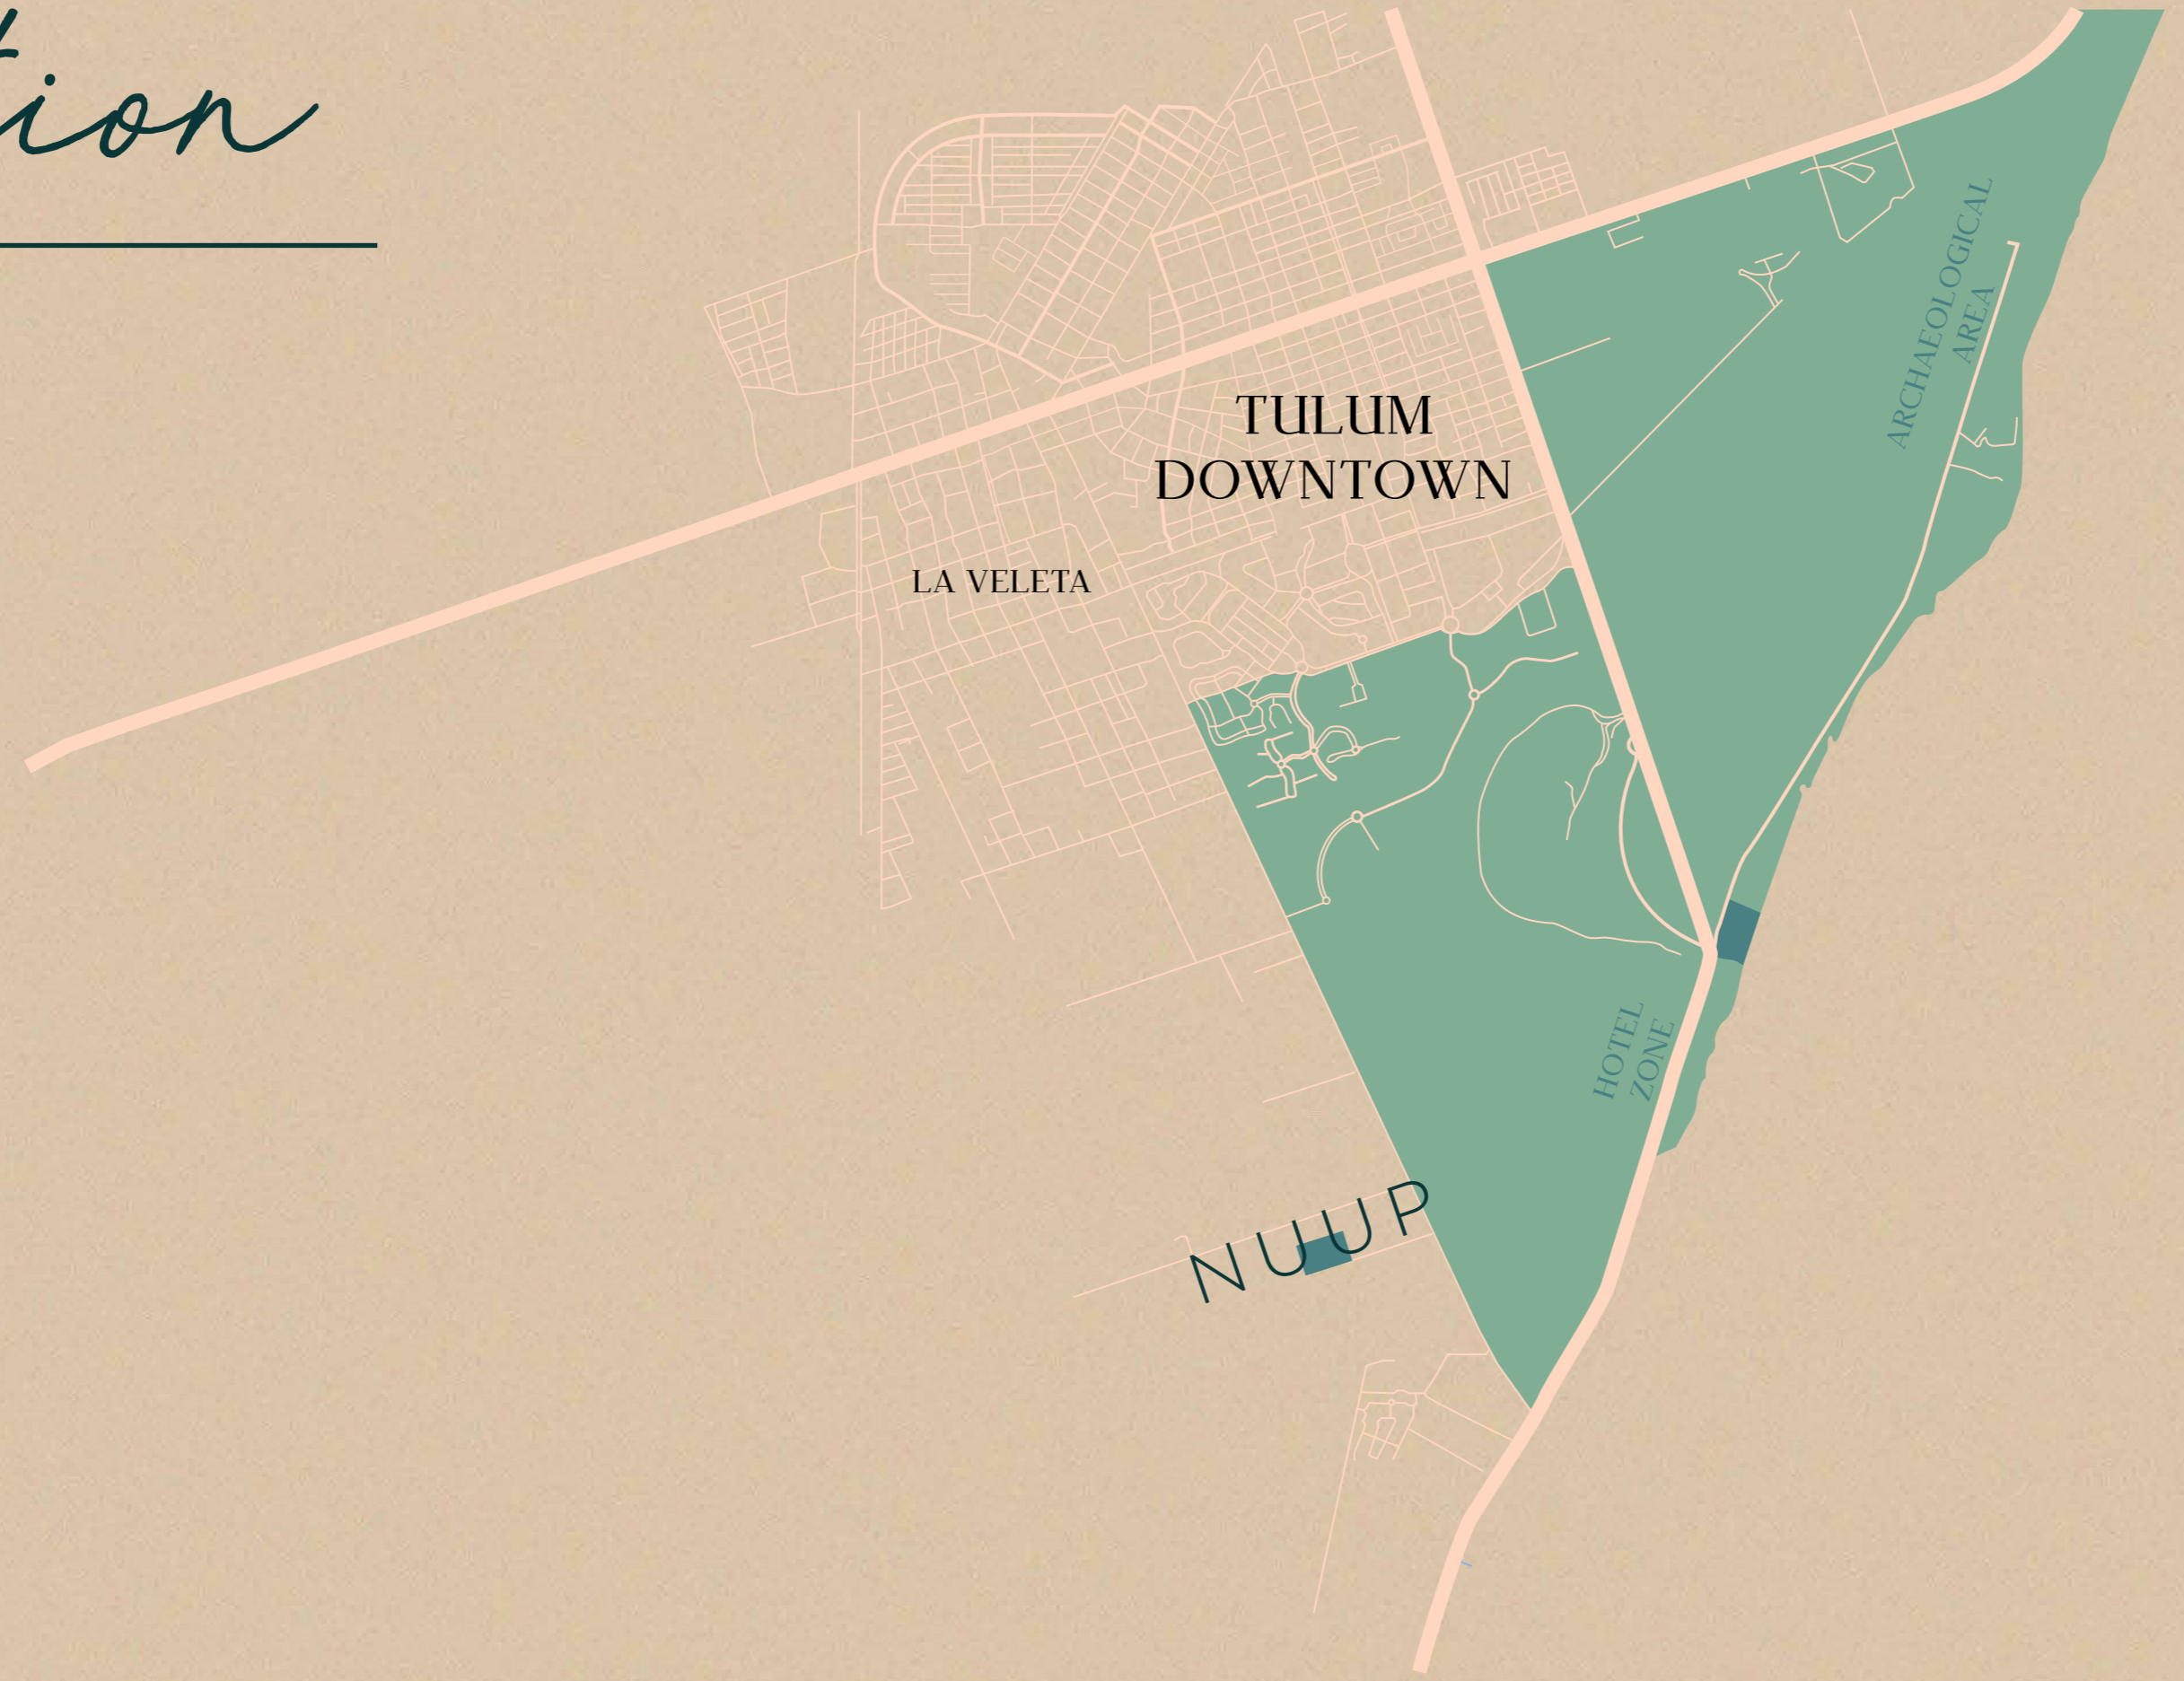 tion
ARCHAEOLOGICAL
AREA
TULUM
DOWNTOWN
LA VELETA
HOTEL
ZONE
NUUP